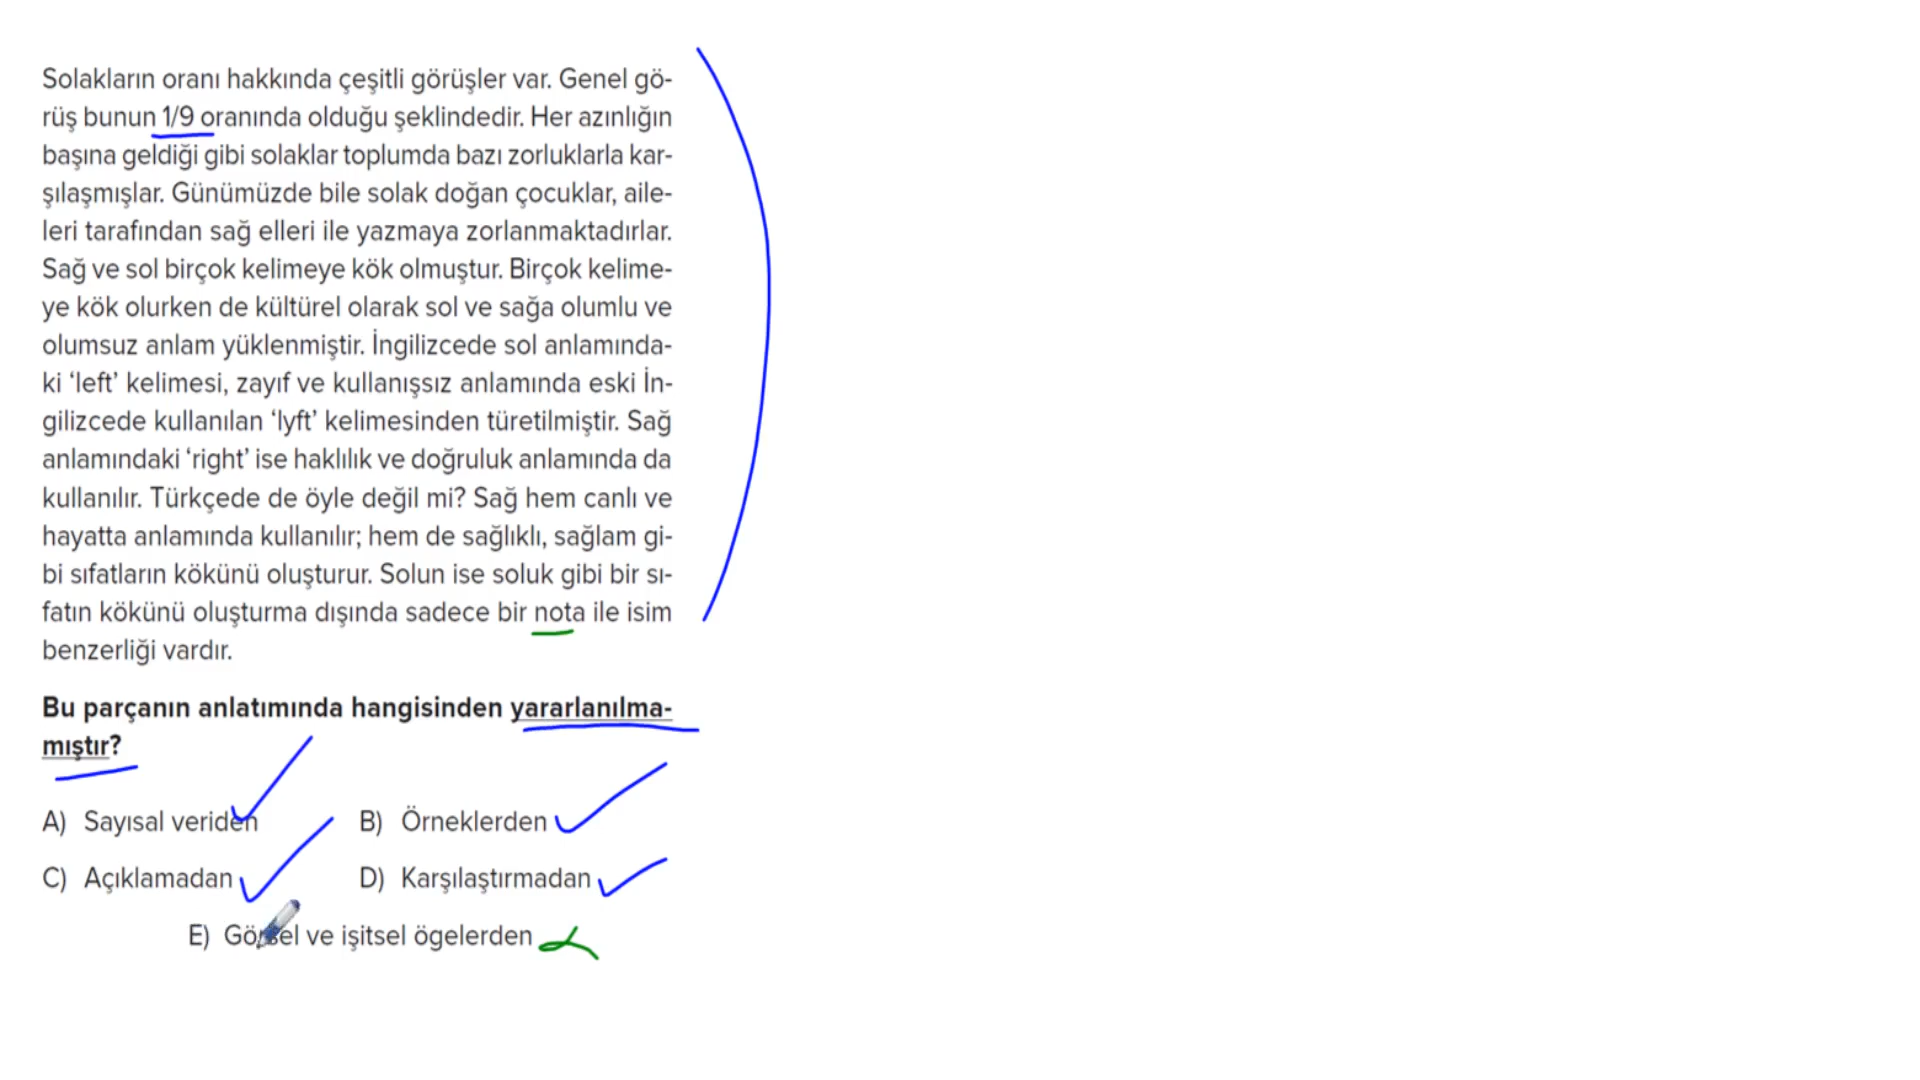 Solakların oranı hakkında çeşitli görüşler var. Genel gö-
rüş bunun 1/9 oranında olduğu şeklindedir. Her azınlığın
başına geldiği gibi solaklar toplumda bazı zorluklarla kar-
şılaşmışlar. Günümüzde bile solak doğan çocuklar, aile-
leri tarafından sağ elleri ile yazmaya zorlanmaktadırlar.
Sağ ve sol birçok kelimeye kök olmuştur. Birçok kelime-
ye kök olurken de kültürel olarak sol ve sağa olumlu ve
olumsuz anlam yüklenmiştir. İngilizcede sol anlamında-
ki ‘left’ kelimesi, zayıf ve kullanışsız anlamında eski İn-
gilizcede kullanılan ‘lyft’ kelimesinden türetilmiştir. Sağ
anlamındaki ‘right’ ise haklılık ve doğruluk anlamında da
kullanılır. Türkçede de öyle değil mi? Sağ hem canlı ve
hayatta anlamında kullanılır; hem de sağlıklı, sağlam gi-
bi sıfatların kökünü oluşturur. Solun ise soluk gibi bir sı-
fatın kökünü oluşturma dışında sadece bir nota ile isim
benzerliği vardır.
Bu parçanın anlatımında hangisinden yararlanılma-
mıştır?
A) Sayısal veriden B) Örneklerden
C) Açıklamadan D) Karşılaştırmadan
E) Görsel ve işitsel ögelerden